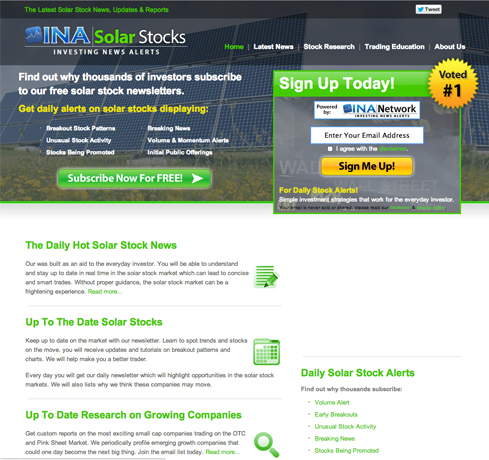 The Latest Solar Stock News, Updates & Reports
Tweet
INA Solar Stocks
INVESTING NEWS ALERTS
Home | Latest News | Stock Research | Trading Education | About Us
Find out why thousands of investors subscribe
to our free solar stock newsletters.
Get daily alerts on solar stocks displaying:
Breakout Stock Patterns
Breaking News
Unusual Stock Activity
Volume & Momentum Alerts
Stocks Being Promoted
Initial Public Offerings
Subscribe Now For FREE!
Sign Up Today!
Voted
#1
Powered by:
INA Network
INVESTING NEWS ALERTS
Enter Your Email Address
I agree with the disclaimer.
Sign Me Up!
WALL
STREET
For Daily Stock Alerts!
Simple investment strategies that work for the everyday investor.
Your email is never sold or shared, please read our
The Daily Hot Solar Stock News
Our was built as an aid to the everyday investor. You will be able to understand
and stay up to date in real time in the solar stock market which can lead to concise
and smart trades. Without proper guidance, the solar stock market can be a
frightening experience. Read more...
Up To The Date Solar Stocks
Keep up to date on the market with our newsletter. Learn to spot trends and stocks
on the move. you will receive updates and tutorials on breakout patterns and
charts. We will help make you a better trader.
Every day you will get our daily newsletter which will highlight opportunities in the solar stock
markets. We will also lists why we think these companies may move.
Up To Date Research on Growing Companies
Get custom reports on the most exciting small cap companies trading on the OTC
and Pink Sheet Market. We periodically profile emerging growth companies that
could one day become the next big thing. Join the email list today. Read more...
Daily Solar Stock Alerts
Find out why thousands subscribe:
Volume Alert
Early Breakouts
Unusual Stock Activity
Breaking News
Stocks Being Promoted